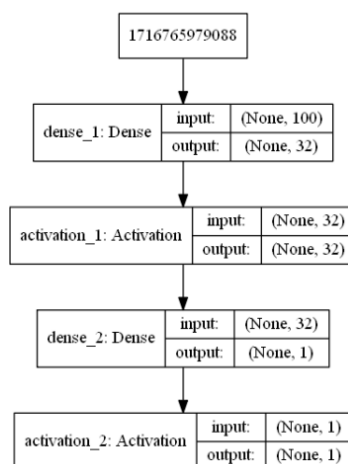 1716765979088
dense_1: Dense
input: (None, 100)
output: (None, 32)
activation_1: Activation
input: (None, 32)
output: (None, 32)
dense_2: Dense
input: (None, 32)
output: (None, 1)
activation_2: Activation
input: (None, 1)
output: (None, 1)